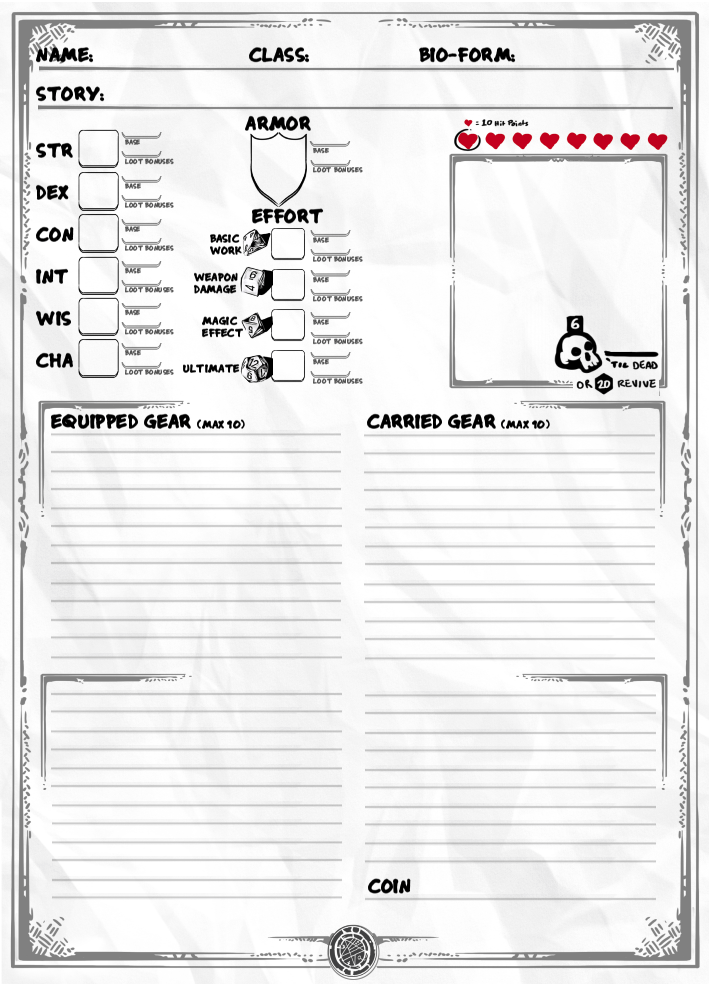 NAME: CLASS: BIO-FORM:
STORY:
ARMOR
= 10 Hit Points
STR
BASE
LOOT BONUSES
BASE
LOOT BONUSES
DEX
BASE
LOOT BONUSES
EFFORT
CON
BASE
LOOT BONUSES
BASIC WORK
BASE
LOOT BONUSES
INT
BASE
LOOT BONUSES
WEAPON DAMAGE
BASE
LOOT BONUSES
WIS
BASE
LOOT BONUSES
MAGIC EFFECT
BASE
LOOT BONUSES
CHA
BASE
LOOT BONUSES
ULTIMATE
BASE
LOOT BONUSES
6
'TIL DEAD
OR 20 REVIVE
EQUIPPED GEAR (MAX 10)
CARRIED GEAR (MAX 10)
COIN